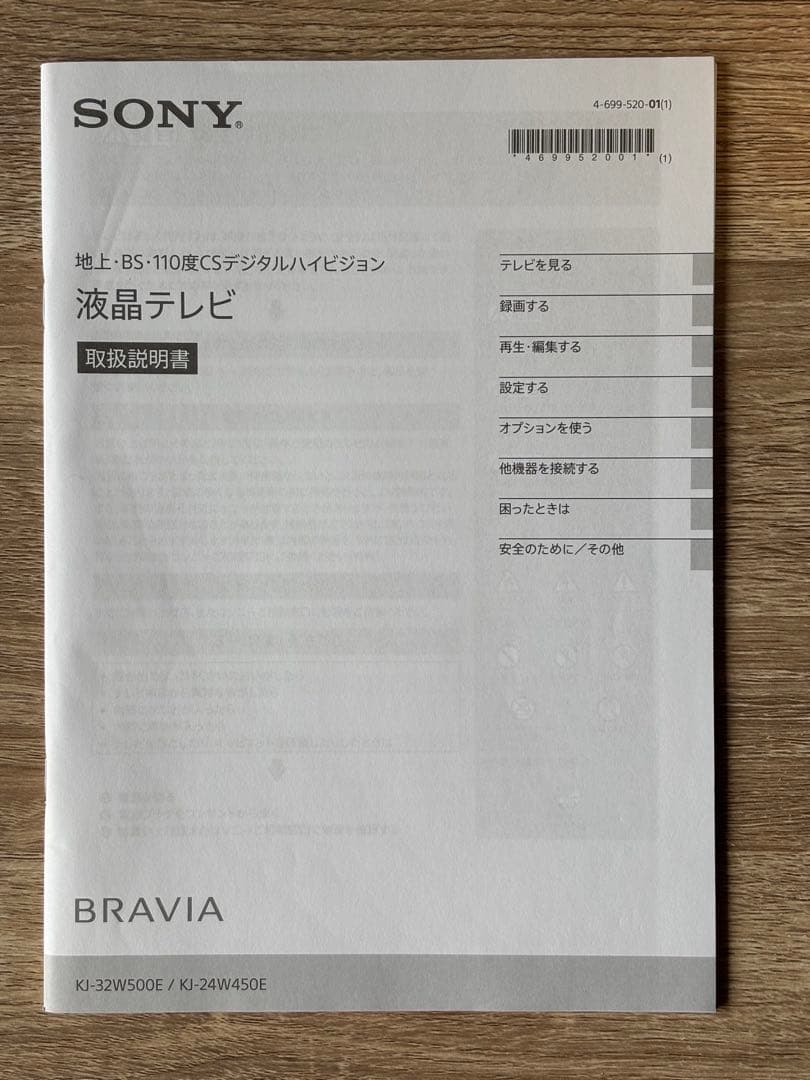 SONY®
4-699-520-01(1)
*469952001* (1)
地上・BS・110度CSデジタルハイビジョン
液晶テレビ
取扱説明書
テレビを見る
録画する
再生・編集する
設定する
オプションを使う
他機器を接続する
困ったときは
安全のために／その他
BRAVIA
KJ-32W500E / KJ-24W450E